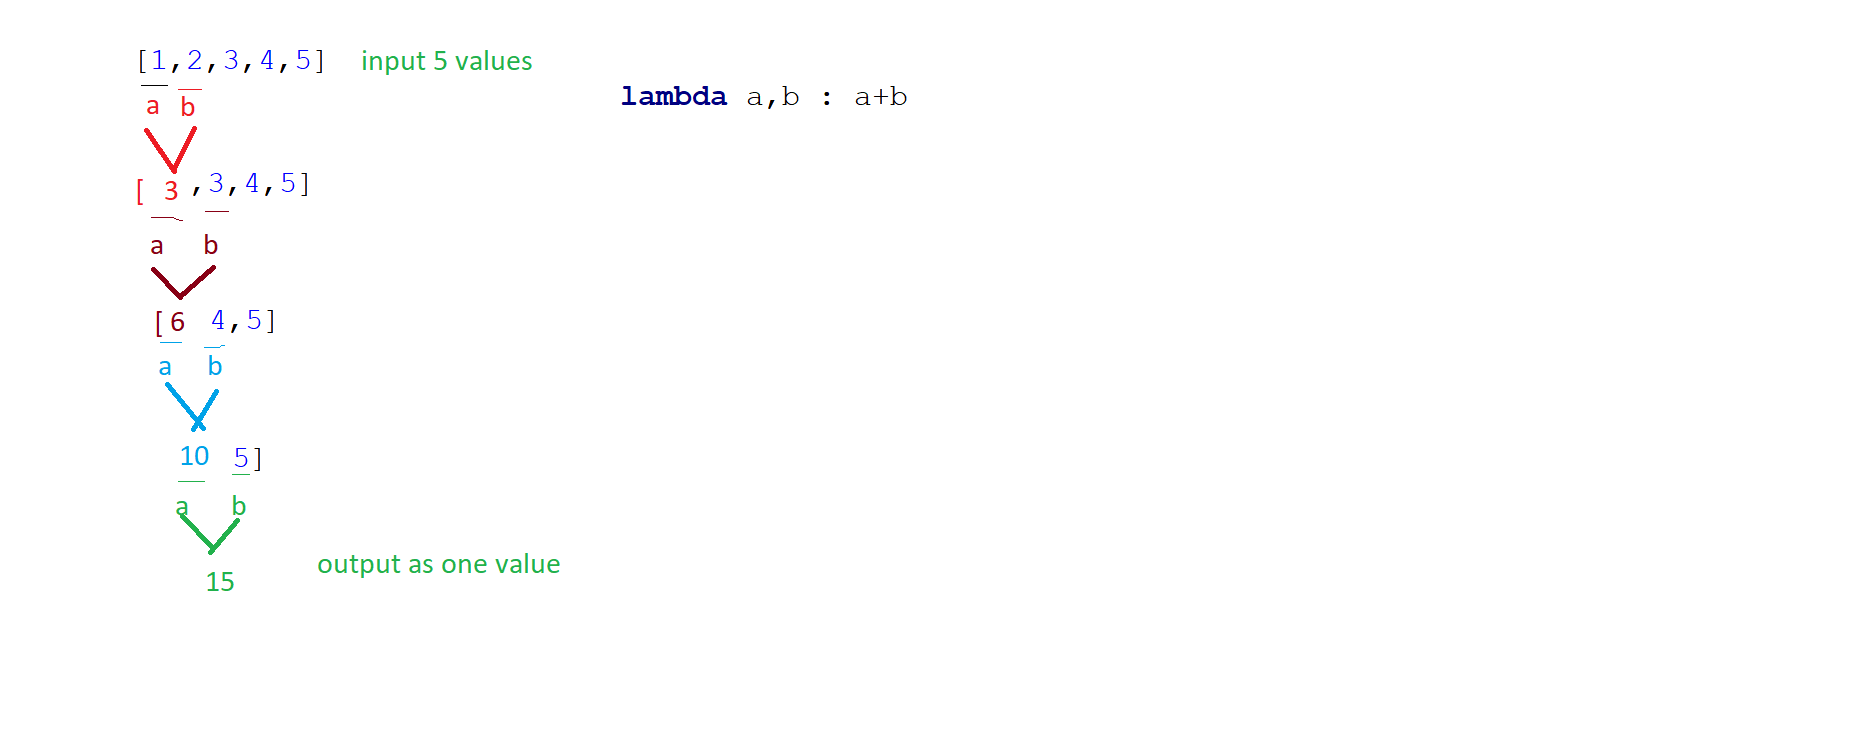 [1,2,3,4,5] input 5 values
lambda a,b : a+b
a b
[ 3 ,3,4,5]
a b
[6 4,5]
a b
10 5]
a b
output as one value
15